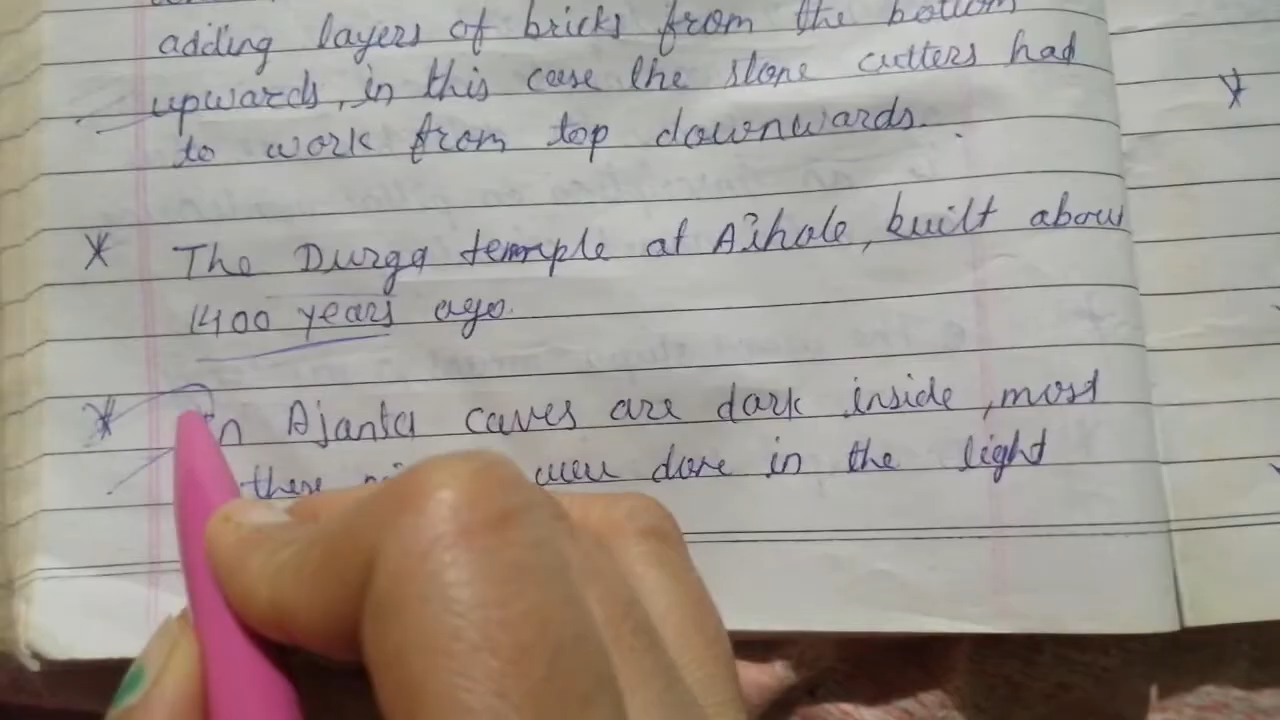 adding layers of bricks from the bottom
upwards, in this case the stone cutters had
to work from top downwards.
* The Durga temple at Aihole, built about
1400 years ago.
* In Ajanta caves are dark inside, most
these were done in the light